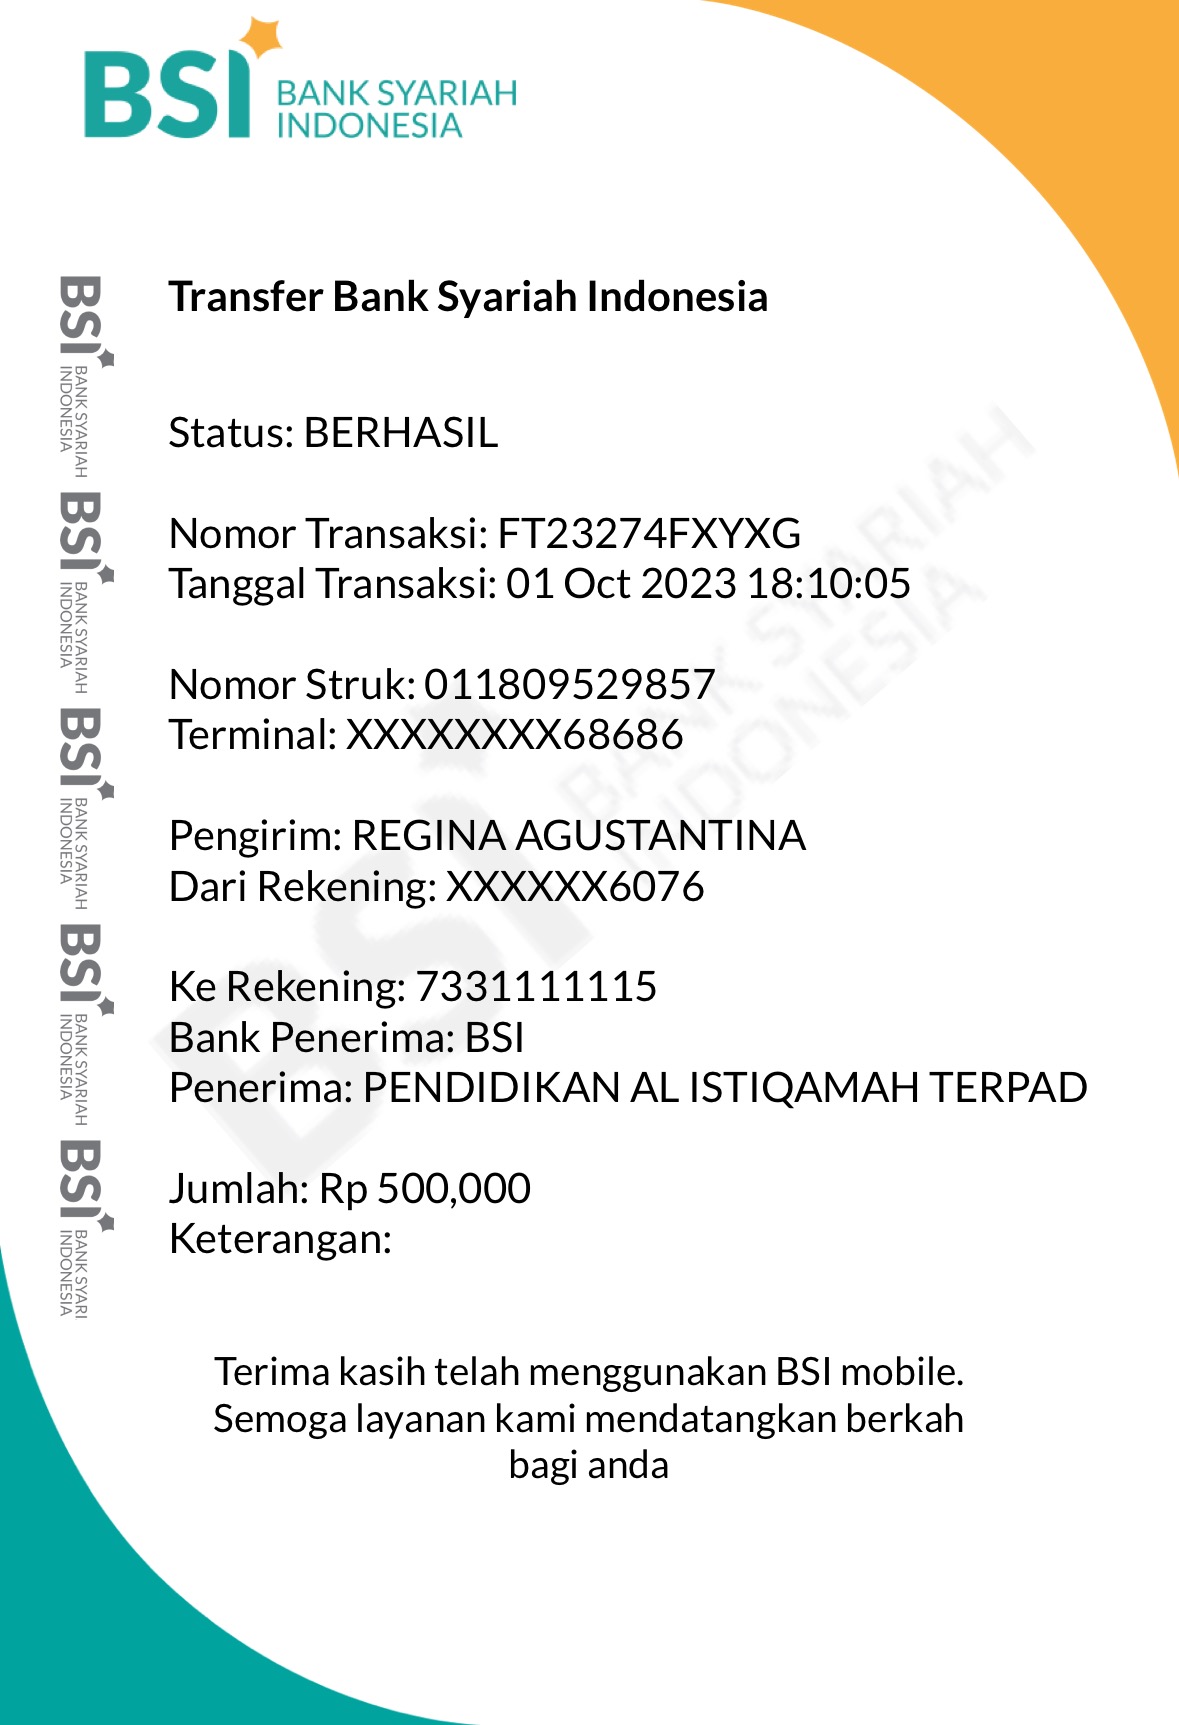 BSI BANK SYARIAH
INDONESIA
Transfer Bank Syariah Indonesia
Status: BERHASIL
Nomor Transaksi: FT23274FXYXG
Tanggal Transaksi: 01 Oct 2023 18:10:05
Nomor Struk: 011809529857
Terminal: XXXXXXXX68686
Pengirim: REGINA AGUSTANTINA
Dari Rekening: XXXXXX6076
Ke Rekening: 7331111115
Bank Penerima: BSI
Penerima: PENDIDIKAN AL ISTIQAMAH TERPAD
Jumlah: Rp 500,000
Keterangan:
Terima kasih telah menggunakan BSI mobile.
Semoga layanan kami mendatangkan berkah
bagi anda
BSI BANK SYARIAH
INDONESIA
BSI BANK SYARIAH
INDONESIA
BSI BANK SYARIAH
INDONESIA
BSI BANK SYARIAH
INDONESIA
BSI BANK SYARI
INDONESIA
BSI BANK SYARIAH
INDONESIA